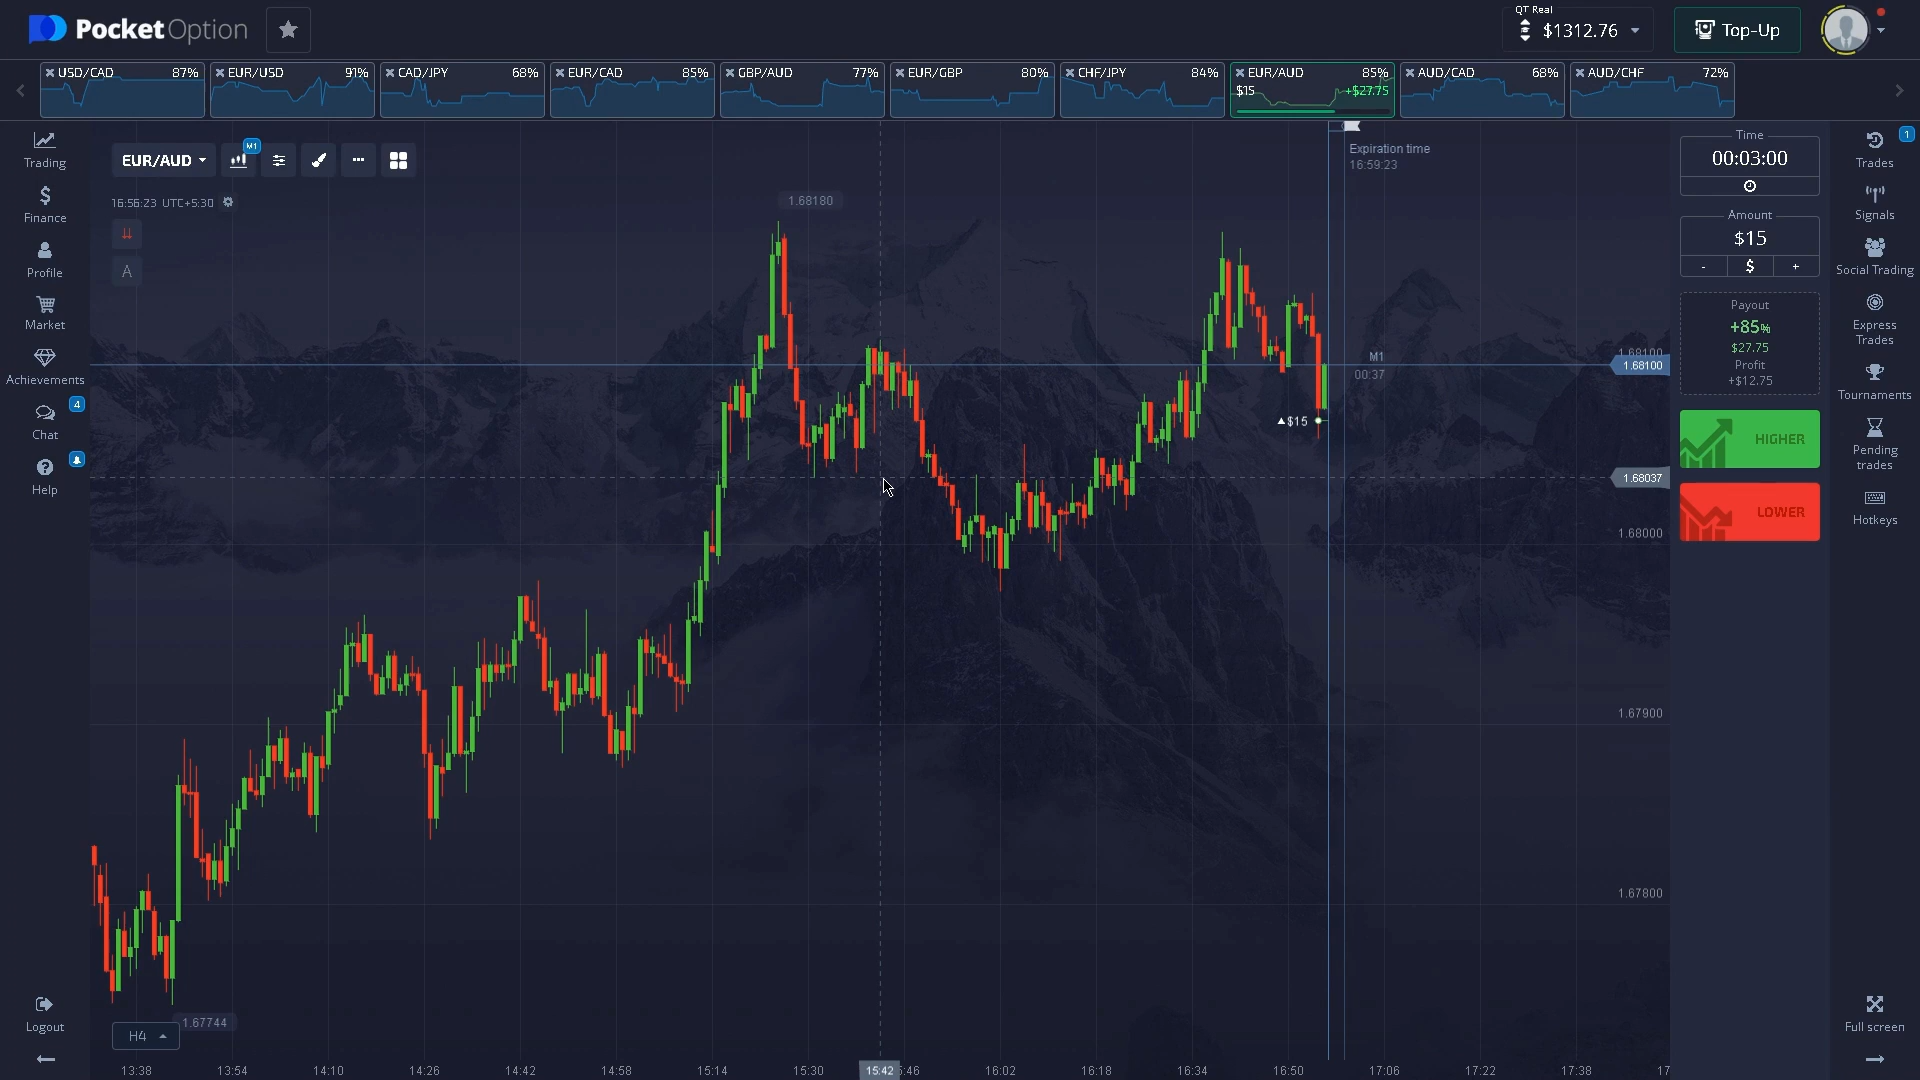 PocketOption
QT Real
$1312.76
Top-Up
USD/CAD 87%
EUR/USD 91%
CAD/JPY 68%
EUR/CAD 85%
GBP/AUD 77%
EUR/GBP 80%
CHF/JPY 84%
EUR/AUD 85%
$15 +$27.75
AUD/CAD 68%
AUD/CHF 72%
Trading
Finance
Profile
Market
Achievements
4
Chat
Help
Logout
EUR/AUD
M1
16:56:23 UTC+5:30
A
1.68180
Expiration time
16:59:23
M1
00:37
$15
1.68100
1.68100
1.68037
1.68000
1.67900
1.67800
1.67744
H4
13:38 13:54 14:10 14:26 14:42 14:58 15:14 15:30 15:42 5:46 16:02 16:18 16:34 16:50 17:06 17:22 17:38 17
Time
00:03:00
Amount
$15
- $ +
Payout
+85%
$27.75
Profit
+$12.75
HIGHER
LOWER
1
Trades
Signals
Social Trading
Express
Trades
Tournaments
Pending
trades
Hotkeys
Full screen